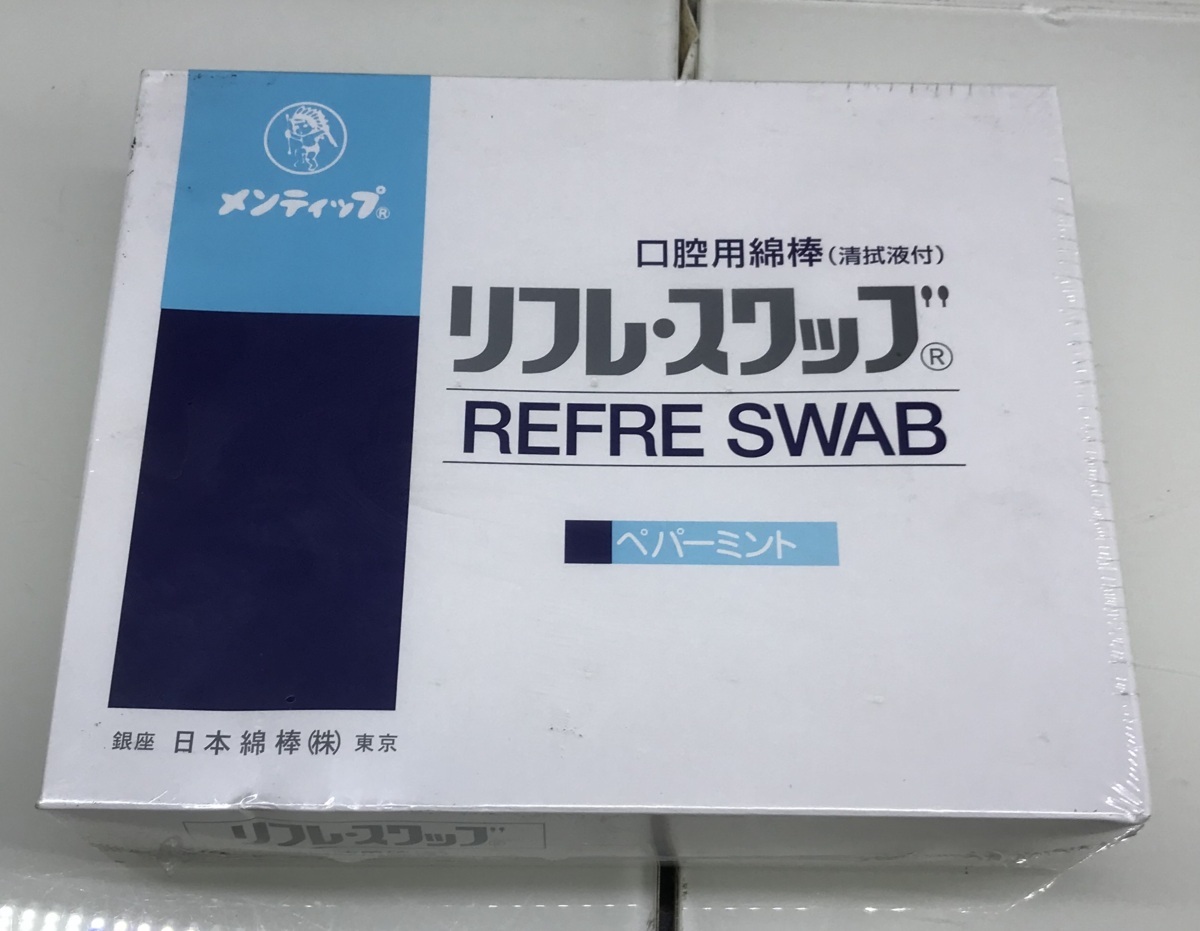 メンティップ®
口腔用綿棒(清拭液付)
リフレ・スワッブ®
REFRE SWAB
ペパーミント
銀座 日本綿棒(株) 東京
リフレ・スワッブ